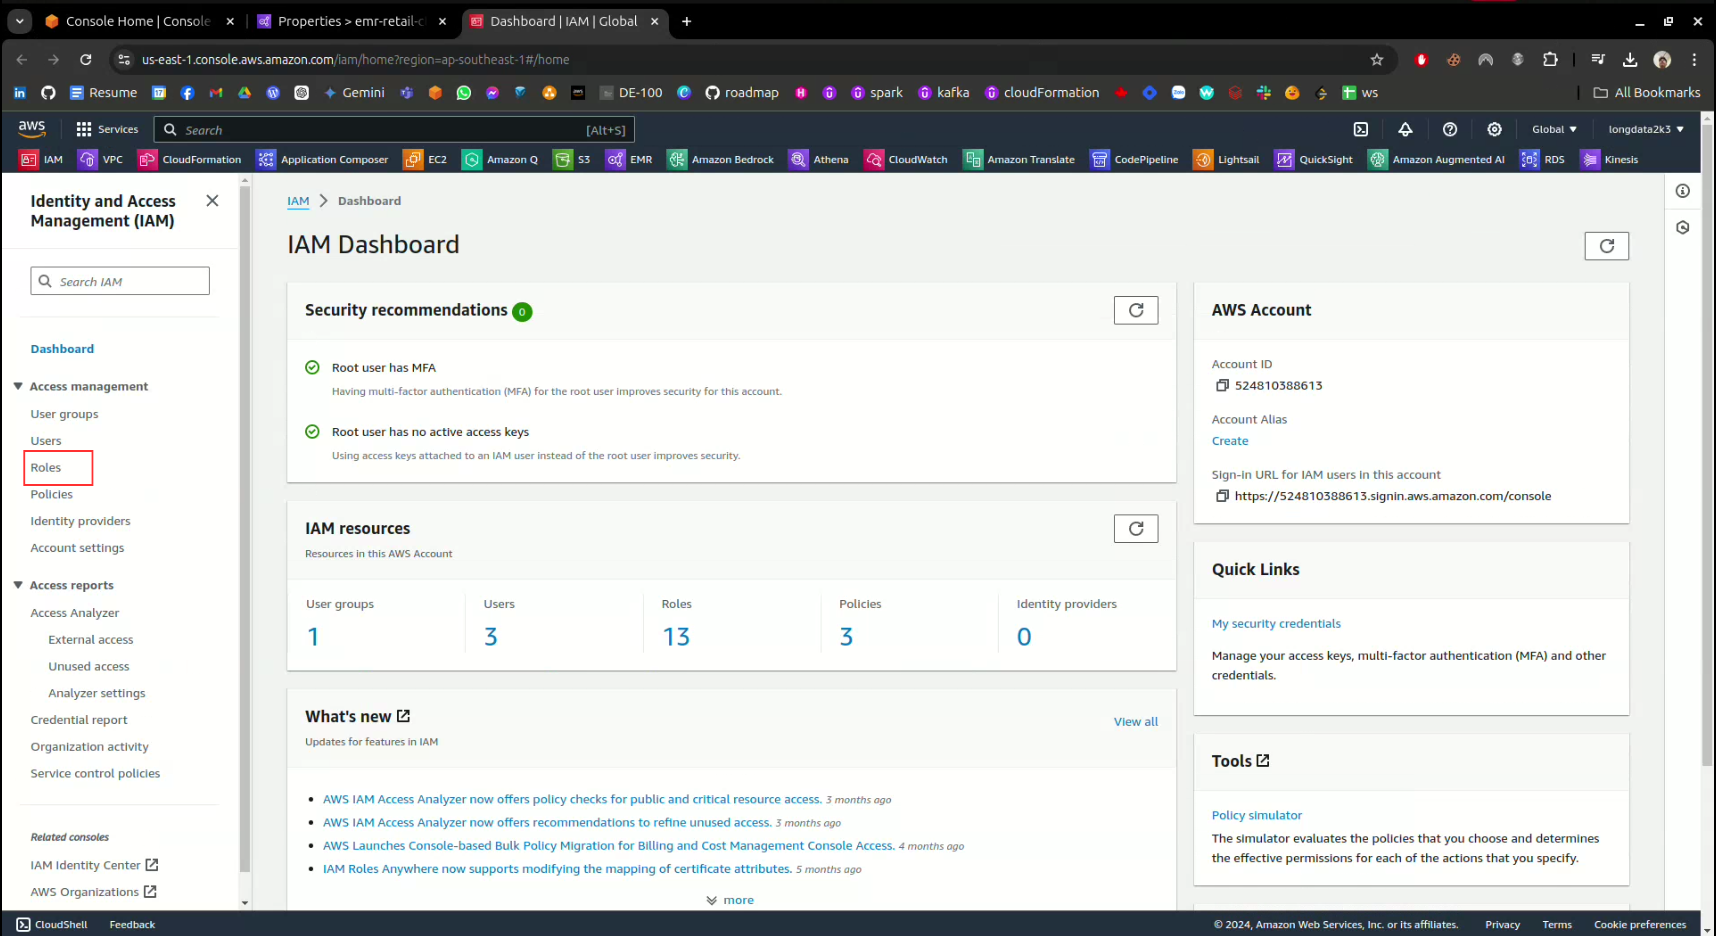 Console Home | Console
Properties > emr-retail-c
Dashboard | IAM | Global
us-east-1.console.aws.amazon.com/iam/home?region=ap-southeast-1#/home
Resume
Gemini
DE-100
roadmap
spark
kafka
cloudFormation
ws
All Bookmarks
aws
Services
Search
[Alt+S]
Global
longdata2k3
IAM
VPC
CloudFormation
Application Composer
EC2
Amazon Q
S3
EMR
Amazon Bedrock
Athena
CloudWatch
Amazon Translate
CodePipeline
Lightsail
QuickSight
Amazon Augmented AI
RDS
Kinesis
Identity and Access
Management (IAM)
Search IAM
Dashboard
Access management
User groups
Users
Roles
Policies
Identity providers
Account settings
Access reports
Access Analyzer
External access
Unused access
Analyzer settings
Credential report
Organization activity
Service control policies
Related consoles
IAM Identity Center
AWS Organizations
IAM > Dashboard
IAM Dashboard
Security recommendations 0
Root user has MFA
Having multi-factor authentication (MFA) for the root user improves security for this account.
Root user has no active access keys
Using access keys attached to an IAM user instead of the root user improves security.
IAM resources
Resources in this AWS Account
User groups
1
Users
3
Roles
13
Policies
3
Identity providers
0
What's new
View all
Updates for features in IAM
AWS IAM Access Analyzer now offers policy checks for public and critical resource access. 3 months ago
AWS IAM Access Analyzer now offers recommendations to refine unused access. 3 months ago
AWS Launches Console-based Bulk Policy Migration for Billing and Cost Management Console Access. 4 months ago
IAM Roles Anywhere now supports modifying the mapping of certificate attributes. 5 months ago
more
AWS Account
Account ID
524810388613
Account Alias
Create
Sign-in URL for IAM users in this account
https://524810388613.signin.aws.amazon.com/console
Quick Links
My security credentials
Manage your access keys, multi-factor authentication (MFA) and other
credentials.
Tools
Policy simulator
The simulator evaluates the policies that you choose and determines
the effective permissions for each of the actions that you specify.
CloudShell
Feedback
© 2024, Amazon Web Services, Inc. or its affiliates.
Privacy
Terms
Cookie preferences